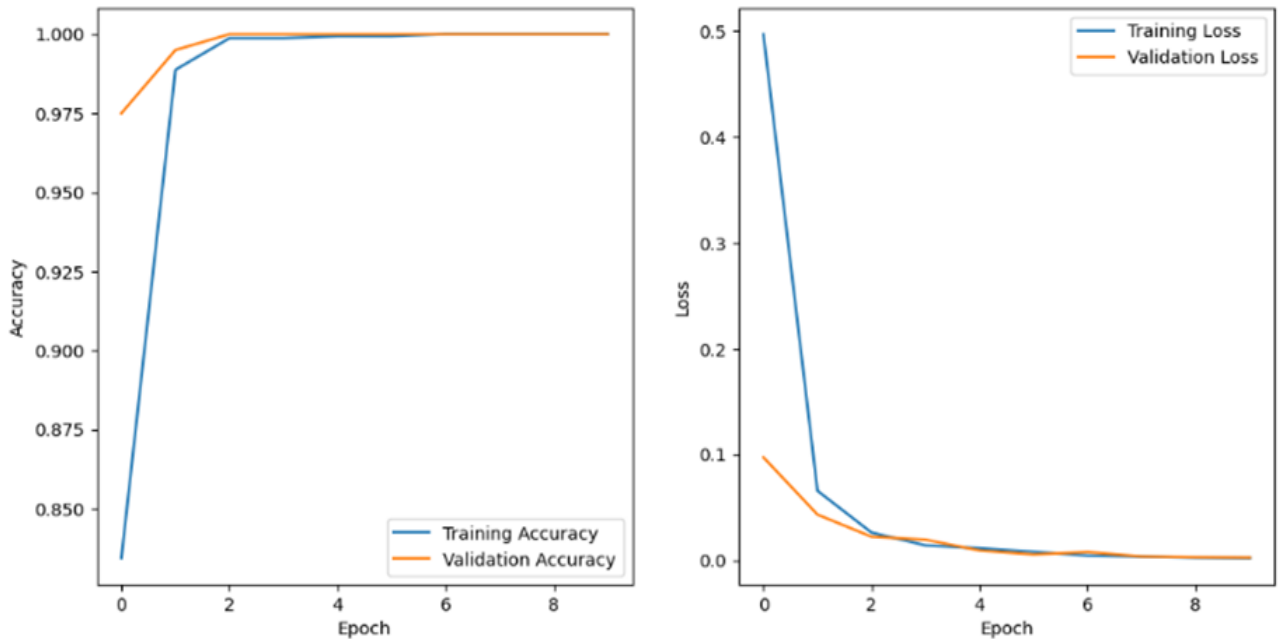 1.000
0.975
0.950
0.925
0.900
0.875
0.850
Accuracy
Training Accuracy
Validation Accuracy
0 2 4 6 8
Epoch
0.5
0.4
0.3
0.2
0.1
0.0
Loss
Training Loss
Validation Loss
0 2 4 6 8
Epoch